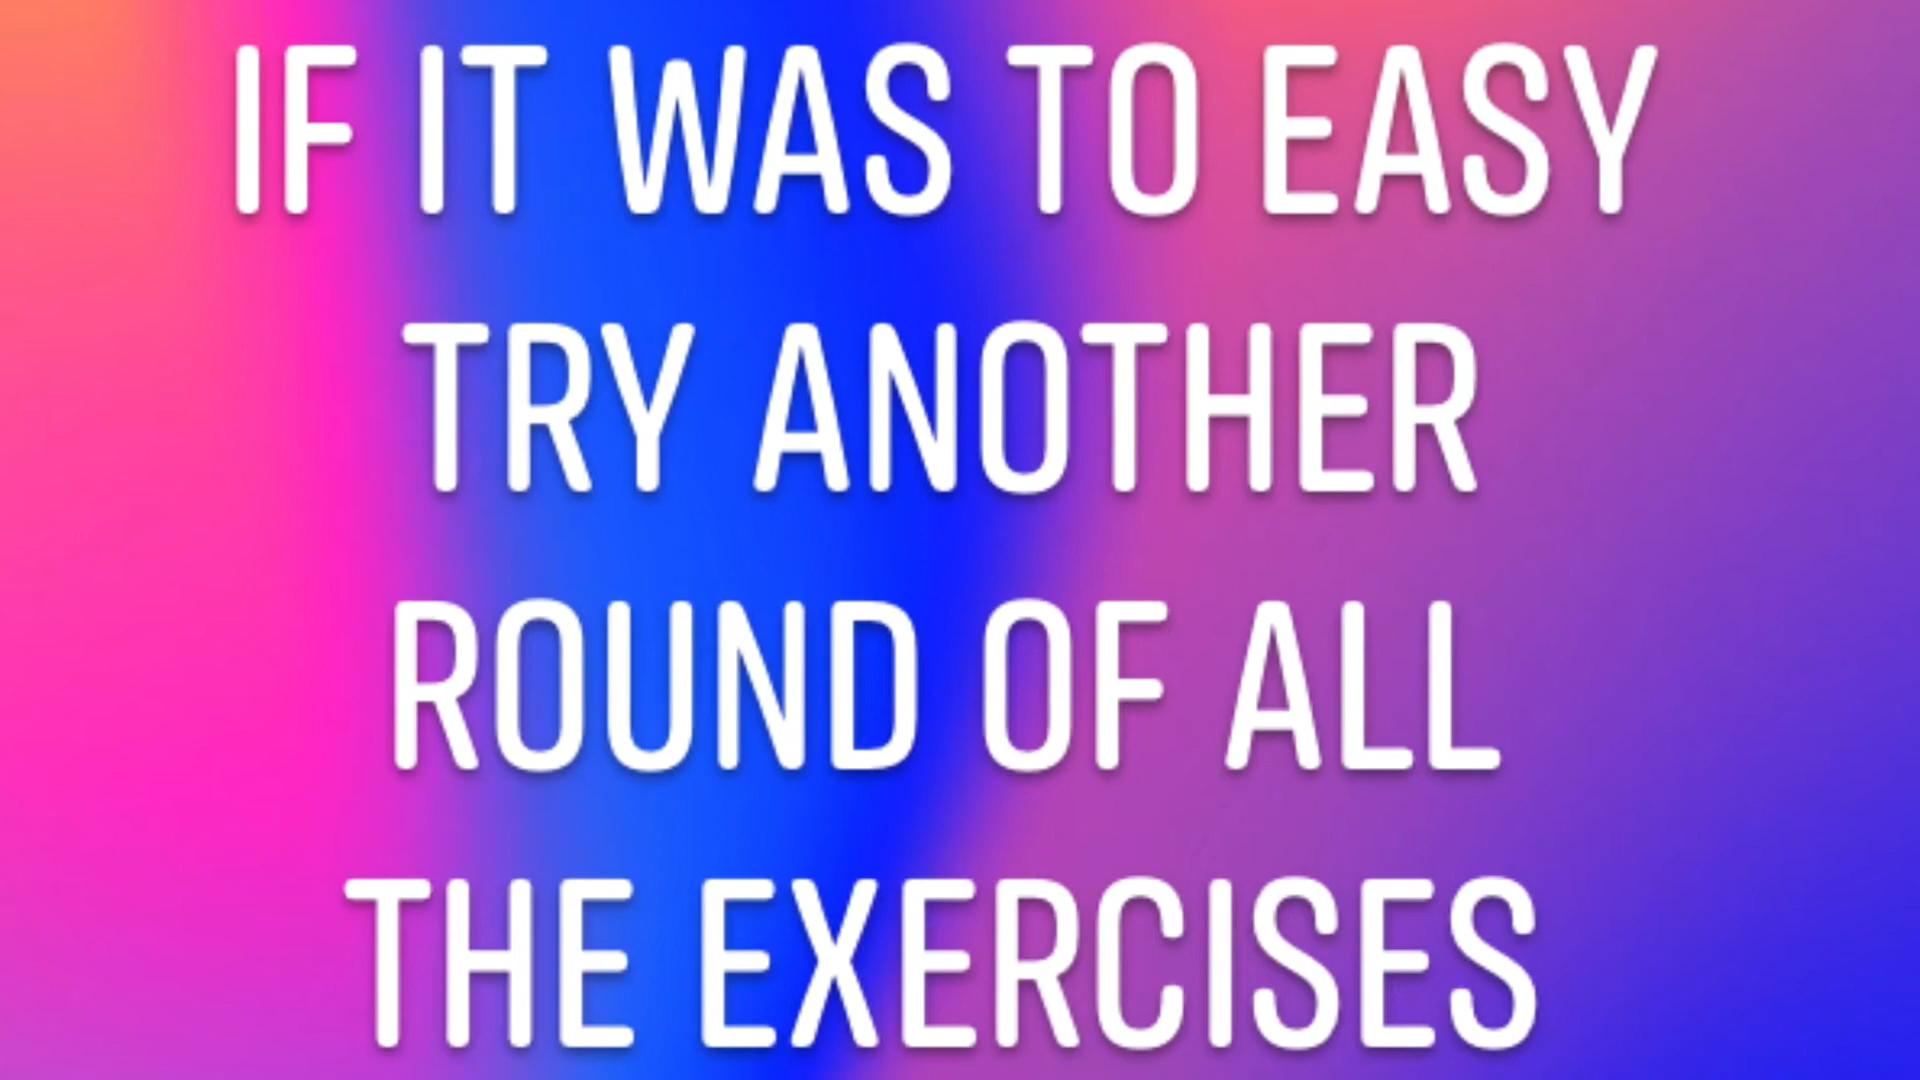 IF IT WAS TO EASY
TRY ANOTHER
ROUND OF ALL
THE EXERCISES